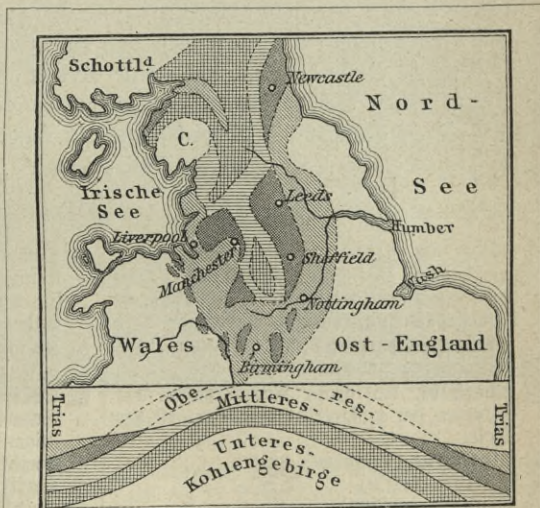 Schottld
Newcastle
Nord-
C.
See
Irische
See
Leeds
Humber
Liverpool
Manchester
Sheffield
Wash
Nottingham
Wales
Ost-England
Birmingham
Obe-
Mittleres-
res-
Trias
Trias
Unteres-
Kohlengebirge